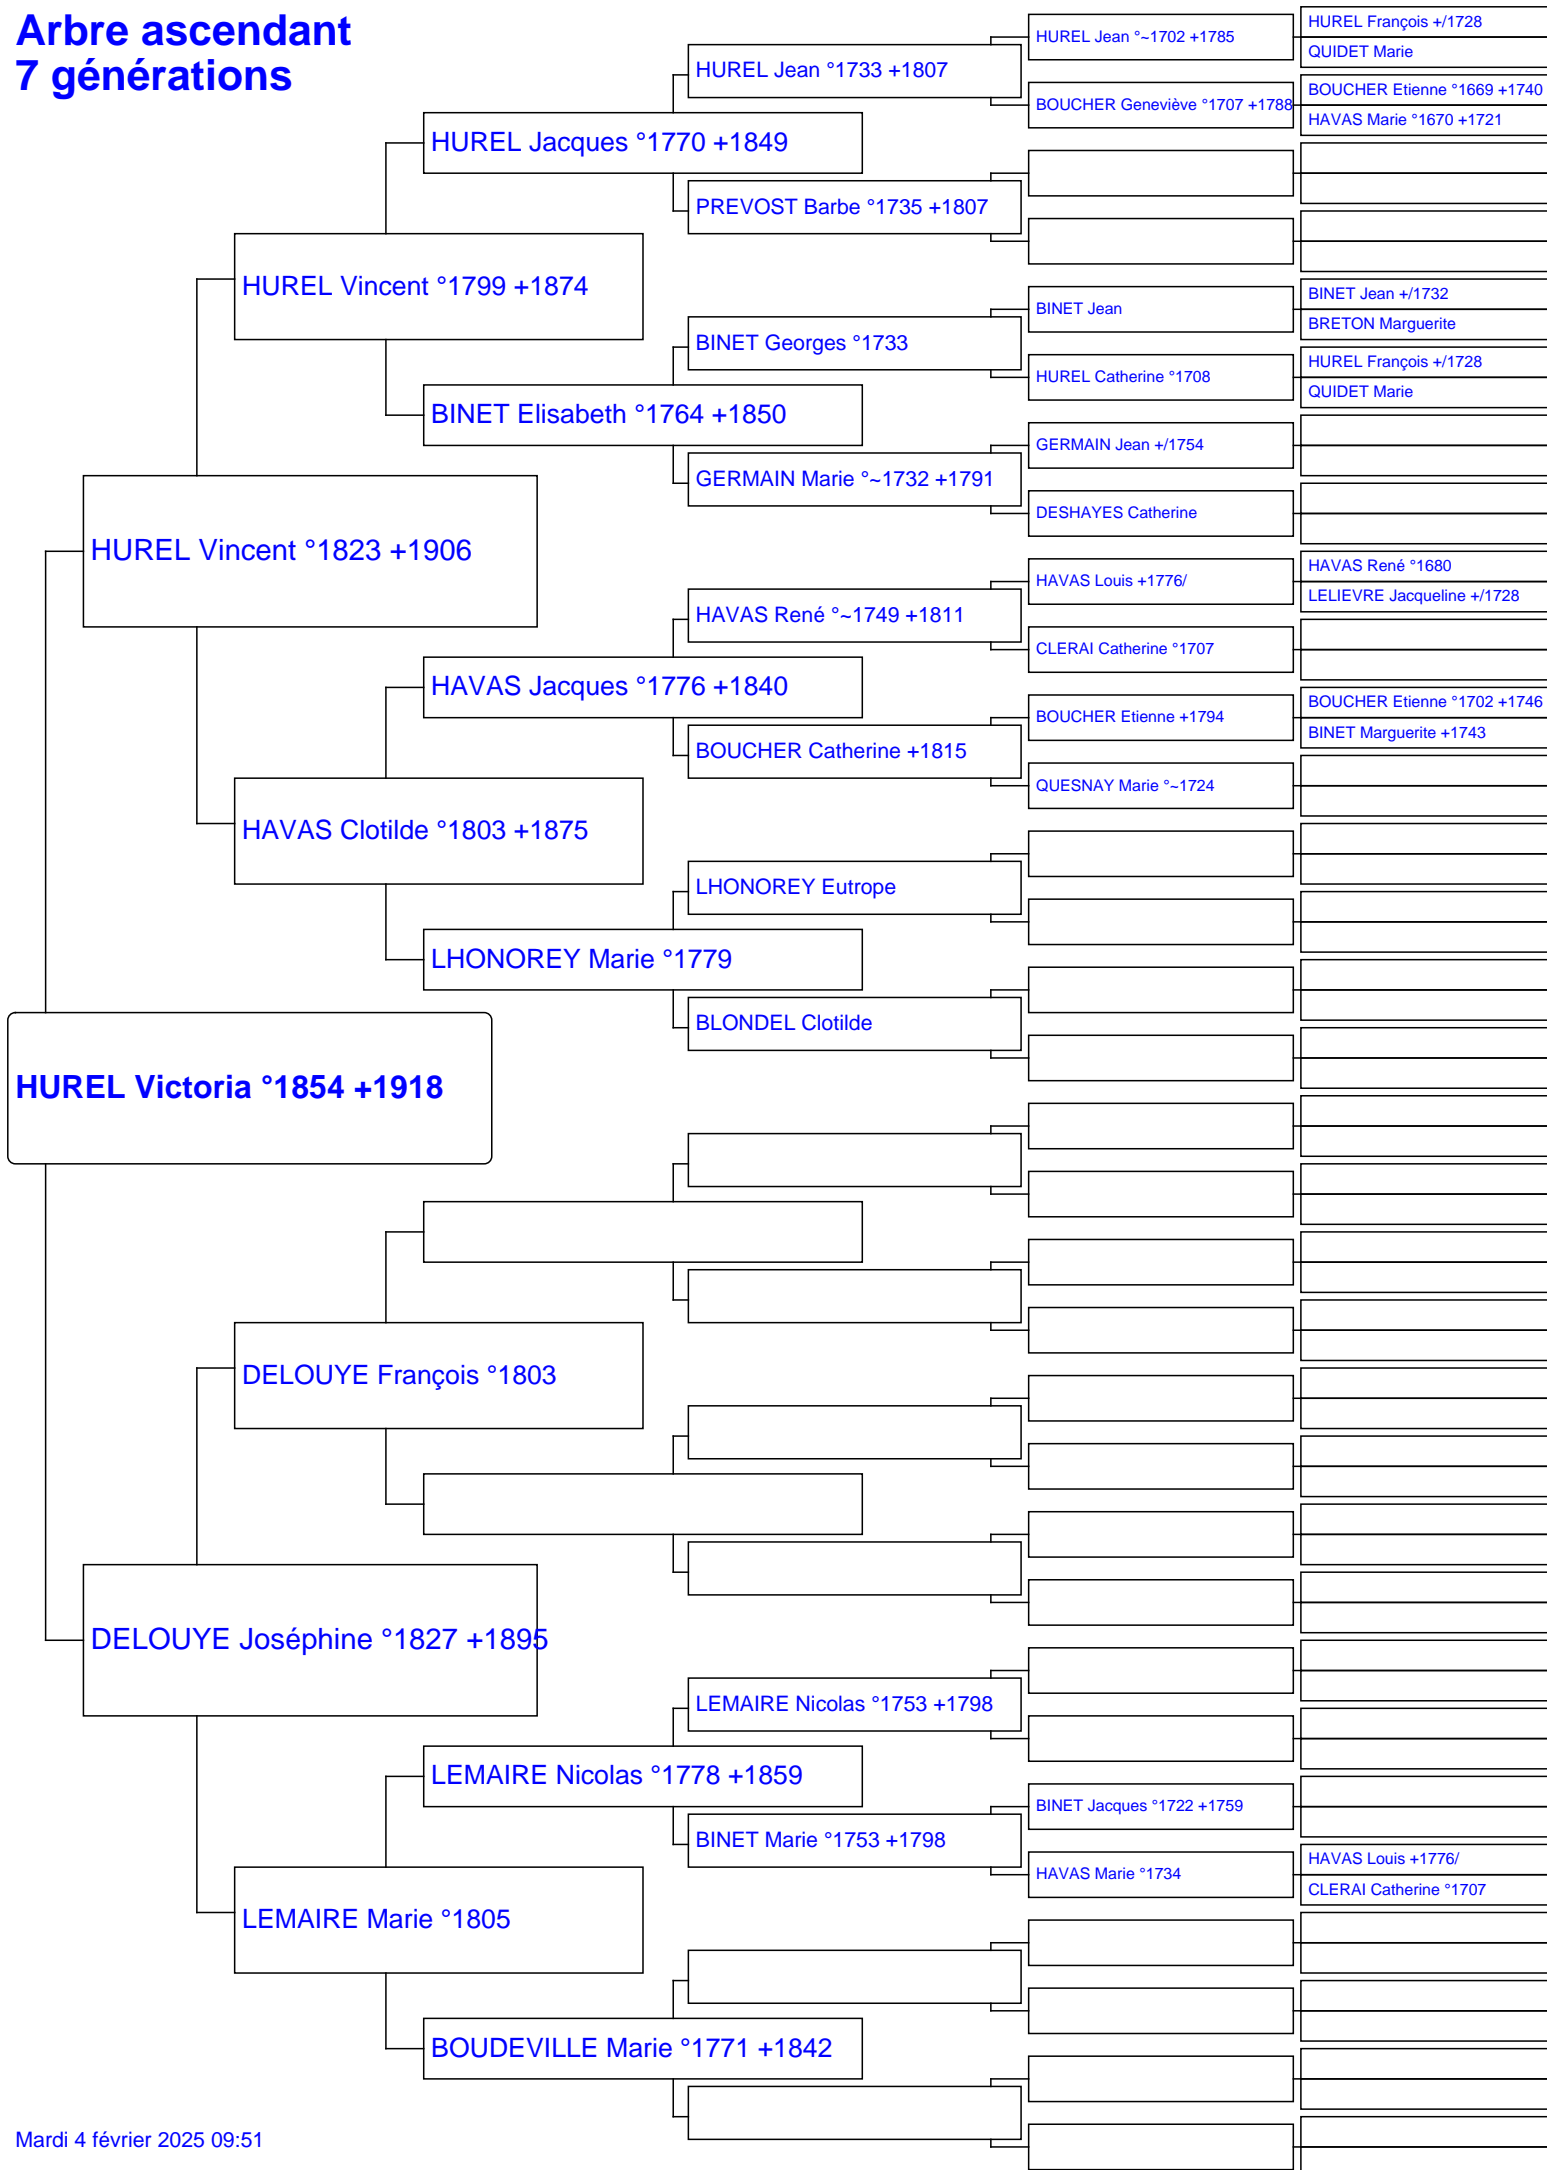 Arbre ascendant
7 générations
HUREL François +/1728
HUREL Jean °~1702 +1785
QUIDET Marie
HUREL Jean °1733 +1807
BOUCHER Etienne °1669 +1740
BOUCHER Geneviève °1707 +1788
HAVAS Marie °1670 +1721
HUREL Jacques °1770 +1849
PREVOST Barbe °1735 +1807
HUREL Vincent °1799 +1874
BINET Jean +/1732
BINET Jean
BRETON Marguerite
BINET Georges °1733
HUREL François +/1728
HUREL Catherine °1708
QUIDET Marie
BINET Elisabeth °1764 +1850
GERMAIN Jean +/1754
GERMAIN Marie °~1732 +1791
DESHAYES Catherine
HUREL Vincent °1823 +1906
HAVAS René °1680
HAVAS Louis +1776/
LELIEVRE Jacqueline +/1728
HAVAS René °~1749 +1811
CLERAI Catherine °1707
HAVAS Jacques °1776 +1840
BOUCHER Etienne °1702 +1746
BOUCHER Etienne +1794
BINET Marguerite +1743
BOUCHER Catherine +1815
QUESNAY Marie °~1724
HAVAS Clotilde °1803 +1875
LHONOREY Eutrope
LHONOREY Marie °1779
BLONDEL Clotilde
HUREL Victoria °1854 +1918
DELOUYE François °1803
DELOUYE Joséphine °1827 +1895
LEMAIRE Nicolas °1753 +1798
LEMAIRE Nicolas °1778 +1859
BINET Jacques °1722 +1759
BINET Marie °1753 +1798
HAVAS Louis +1776/
HAVAS Marie °1734
CLERAI Catherine °1707
LEMAIRE Marie °1805
BOUDEVILLE Marie °1771 +1842
Mardi 4 février 2025 09:51